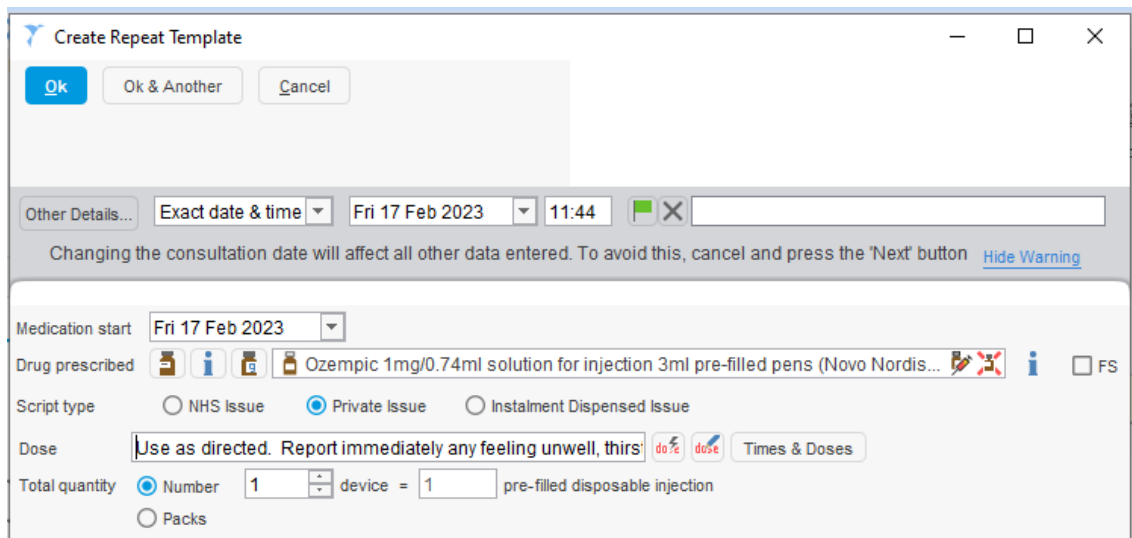 Create Repeat Template
Ok Ok & Another Cancel
Other Details... Exact date & time Fri 17 Feb 2023 11:44
Changing the consultation date will affect all other data entered. To avoid this, cancel and press the 'Next' button Hide Warning
Medication start Fri 17 Feb 2023
Drug prescribed Ozempic 1mg/0.74ml solution for injection 3ml pre-filled pens (Novo Nordis... FS
Script type NHS Issue Private Issue Instalment Dispensed Issue
Dose Use as directed. Report immediately any feeling unwell, thirs dose dose Times & Doses
Total quantity Number 1 device = 1 pre-filled disposable injection
Packs